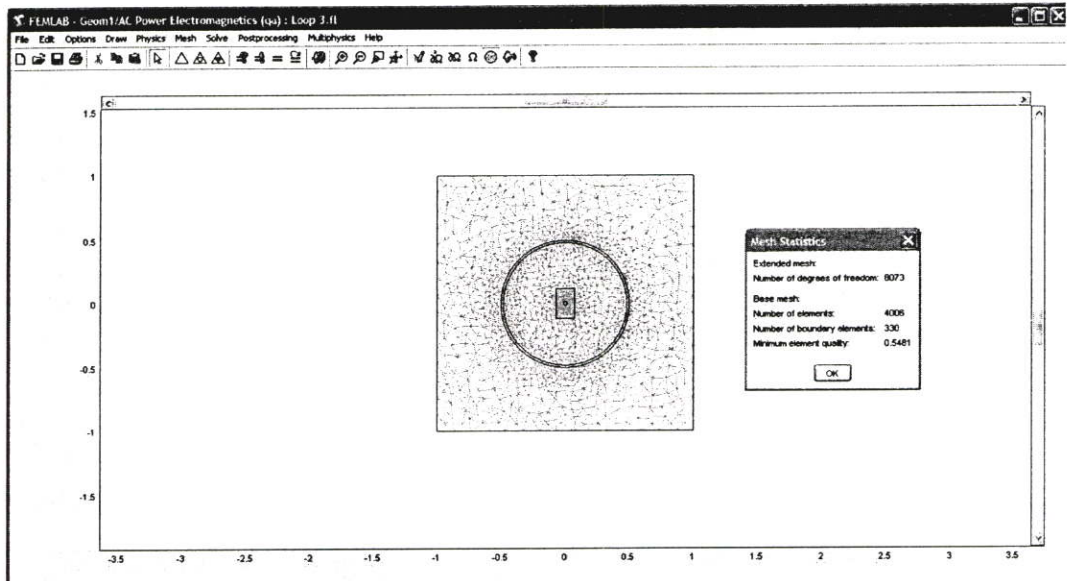 FEMLAB - Geom1/AC Power Electromagnetics (qa) : Loop 3.fl
File Edit Options Draw Physics Mesh Solve Postprocessing Multiphysics Help
1.5
1
0.5
0
-0.5
-1
-1.5
-3.5 -3 -2.5 -2 -1.5 -1 -0.5 0 0.5 1 1.5 2 2.5 3 3.5
Mesh Statistics
Extended mesh:
Number of degrees of freedom: 8073
Base mesh:
Number of elements: 4006
Number of boundary elements: 330
Minimum element quality: 0.5481
OK